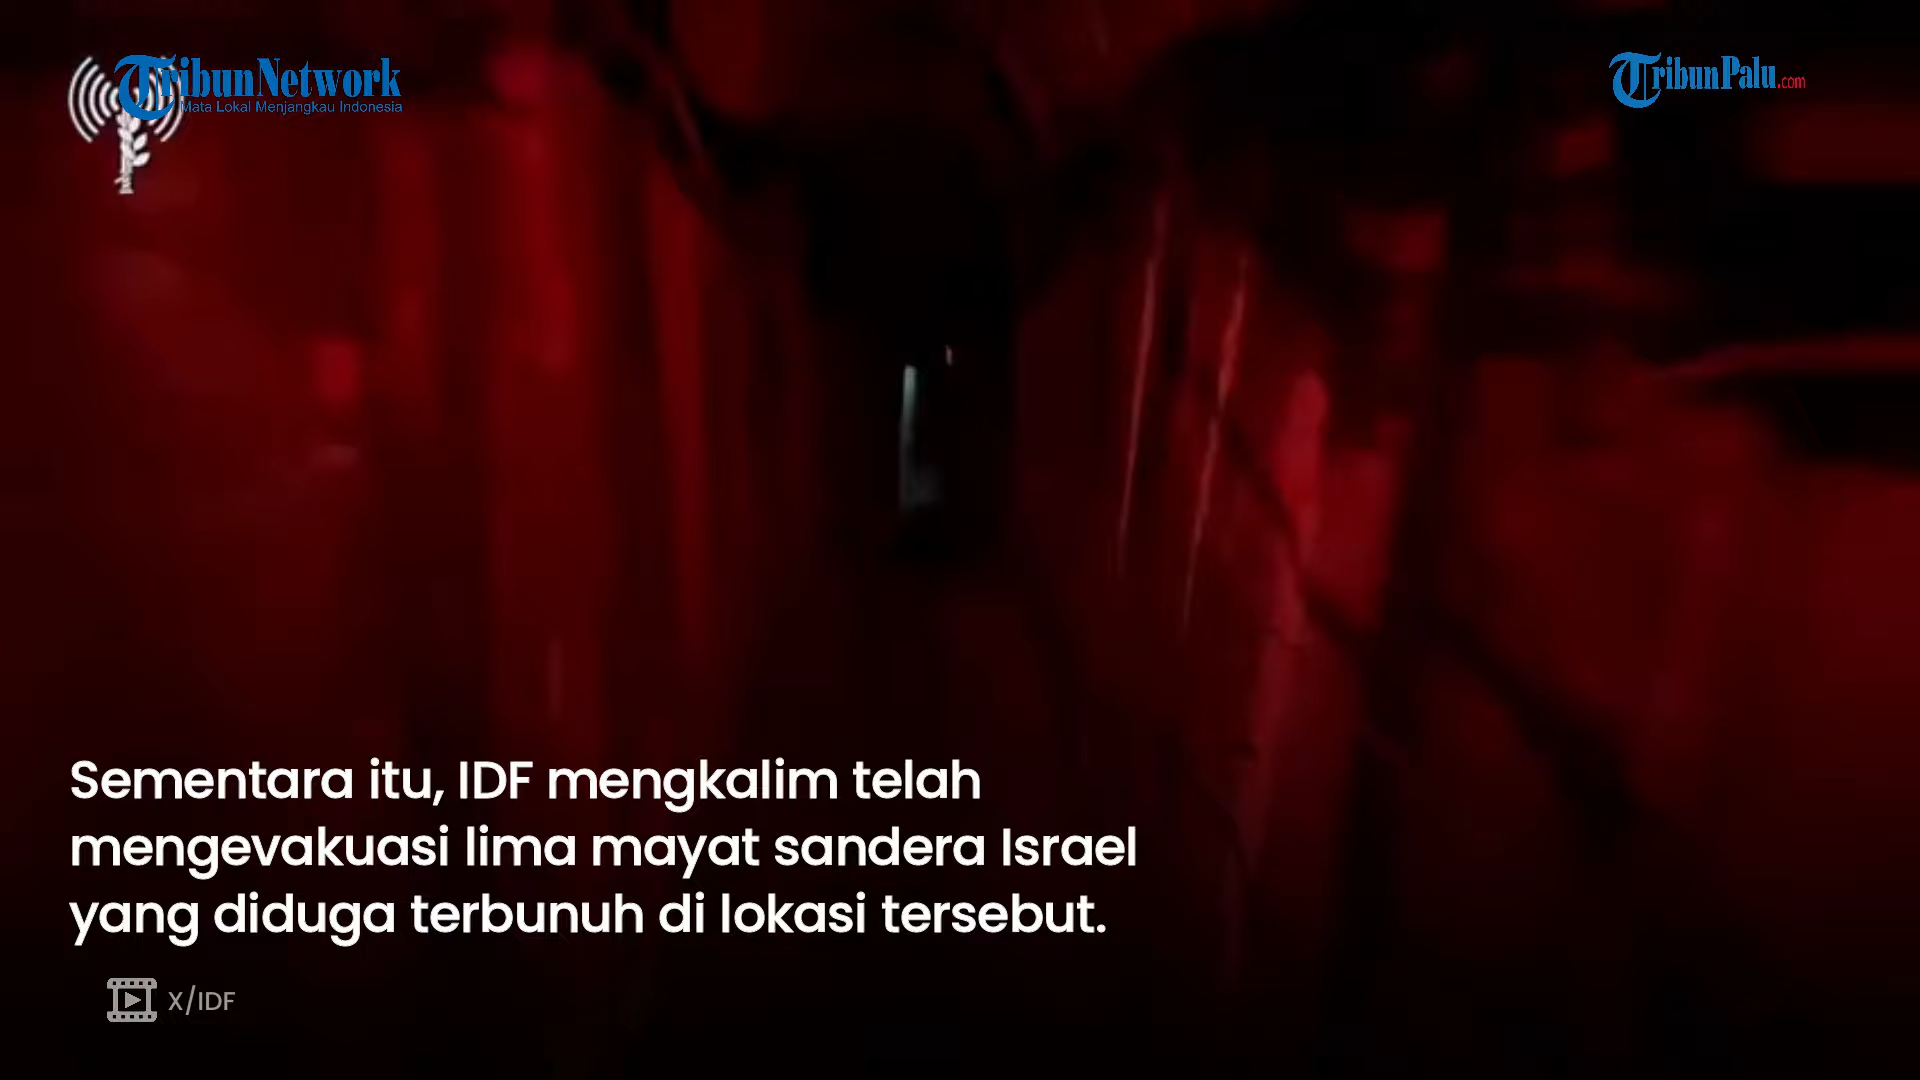 TribunNetwork
Mata Lokal Menjangkau Indonesia
TribunPalu.com
Sementara itu, IDF mengkalim telah
mengevakuasi lima mayat sandera Israel
yang diduga terbunuh di lokasi tersebut.
X/IDF